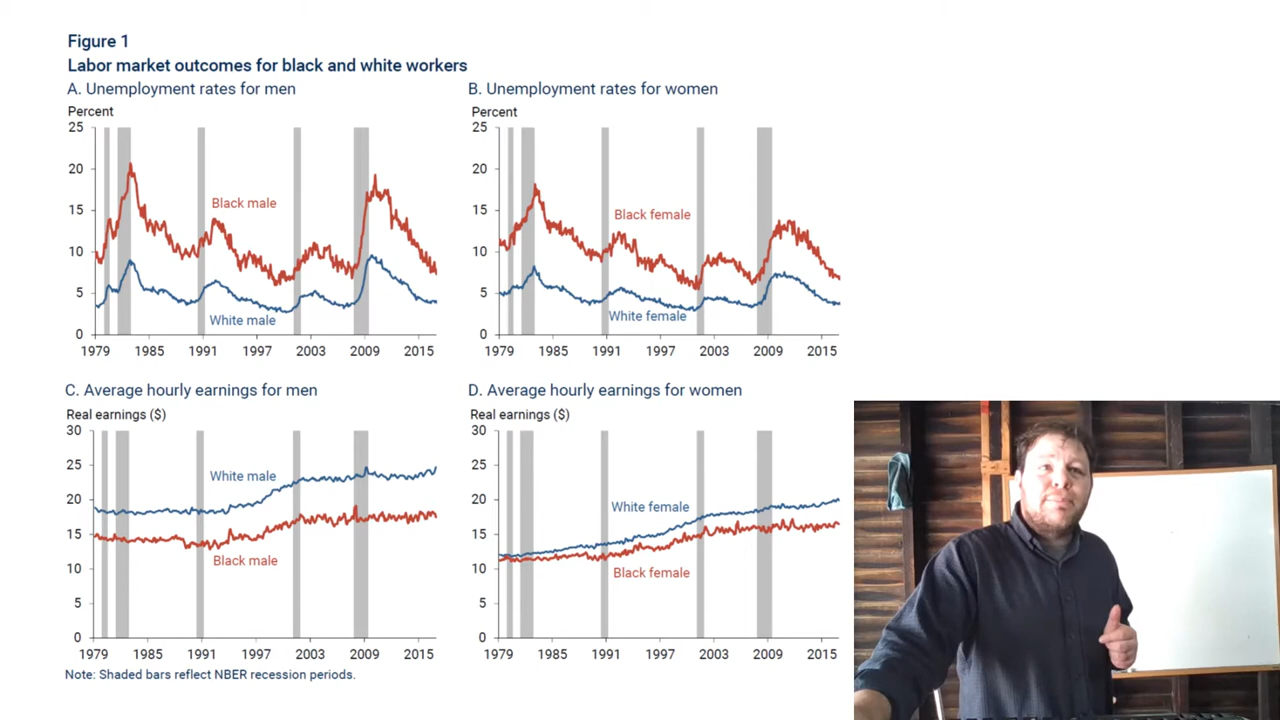 Figure 1
Labor market outcomes for black and white workers
A. Unemployment rates for men
Percent
25
20
15
10
5
0
Black male
White male
1979 1985 1991 1997 2003 2009 2015
B. Unemployment rates for women
Percent
25
20
15
10
5
0
Black female
White female
1979 1985 1991 1997 2003 2009 2015
C. Average hourly earnings for men
Real earnings ($)
30
25
20
15
10
5
0
White male
Black male
1979 1985 1991 1997 2003 2009 2015
D. Average hourly earnings for women
Real earnings ($)
30
25
20
15
10
5
0
White female
Black female
1979 1985 1991 1997 2003 2009 2015
Note: Shaded bars reflect NBER recession periods.